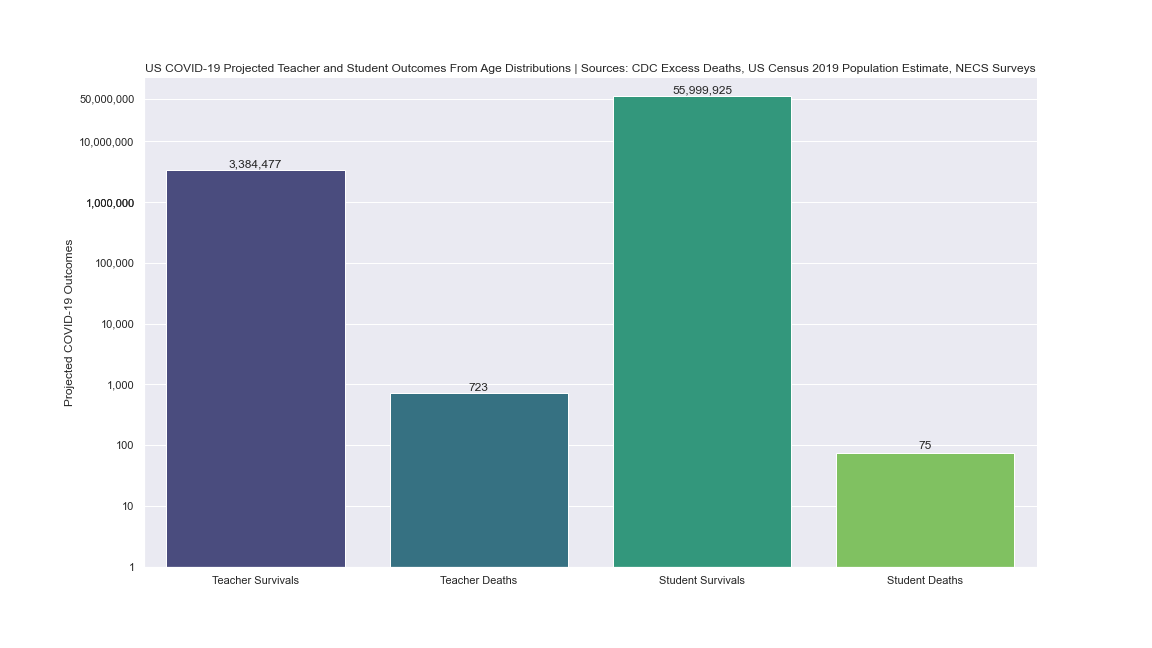 US COVID-19 Projected Teacher and Student Outcomes From Age Distributions | Sources: CDC Excess Deaths, US Census 2019 Population Estimate, NECS Surveys
Projected COVID-19 Outcomes
50,000,000
10,000,000
1,000,000
100,000
10,000
1,000
100
10
1
3,384,477
723
55,999,925
75
Teacher Survivals
Teacher Deaths
Student Survivals
Student Deaths